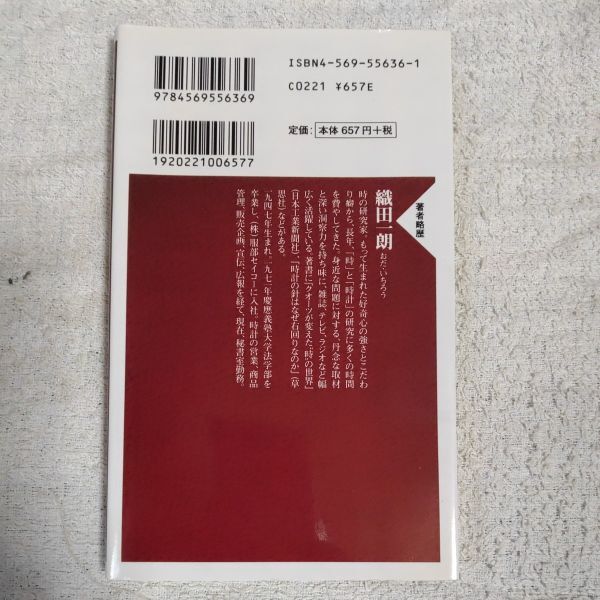 ISBN4-569-55636-1
C0221 ¥657E
9784569556369
定価:本体657円+税
1920221006577
著者略歴
織田一朗
おだ・いちろう
時の研究家。もって生まれた好奇心の強さとこだわ
り癖から、長年、「時」と「時計」の研究に多くの時間
を費やしてきた。身近な問題に対する、丹念な取材
と深い洞察力を持ち味に、雑誌、テレビ、ラジオなど幅
広く活躍している。著書に『クオーツが変えた“時の世界”』
(日本工業新聞社)、『時計の針はなぜ右回りなのか』(草
思社)などがある。
一九四七年生まれ。一九七一年慶應義塾大学法学部を
卒業し、(株)服部セイコーに入社。時計の営業、商品
管理、販売企画、宣伝、広報を経て、現在、秘書室勤務。